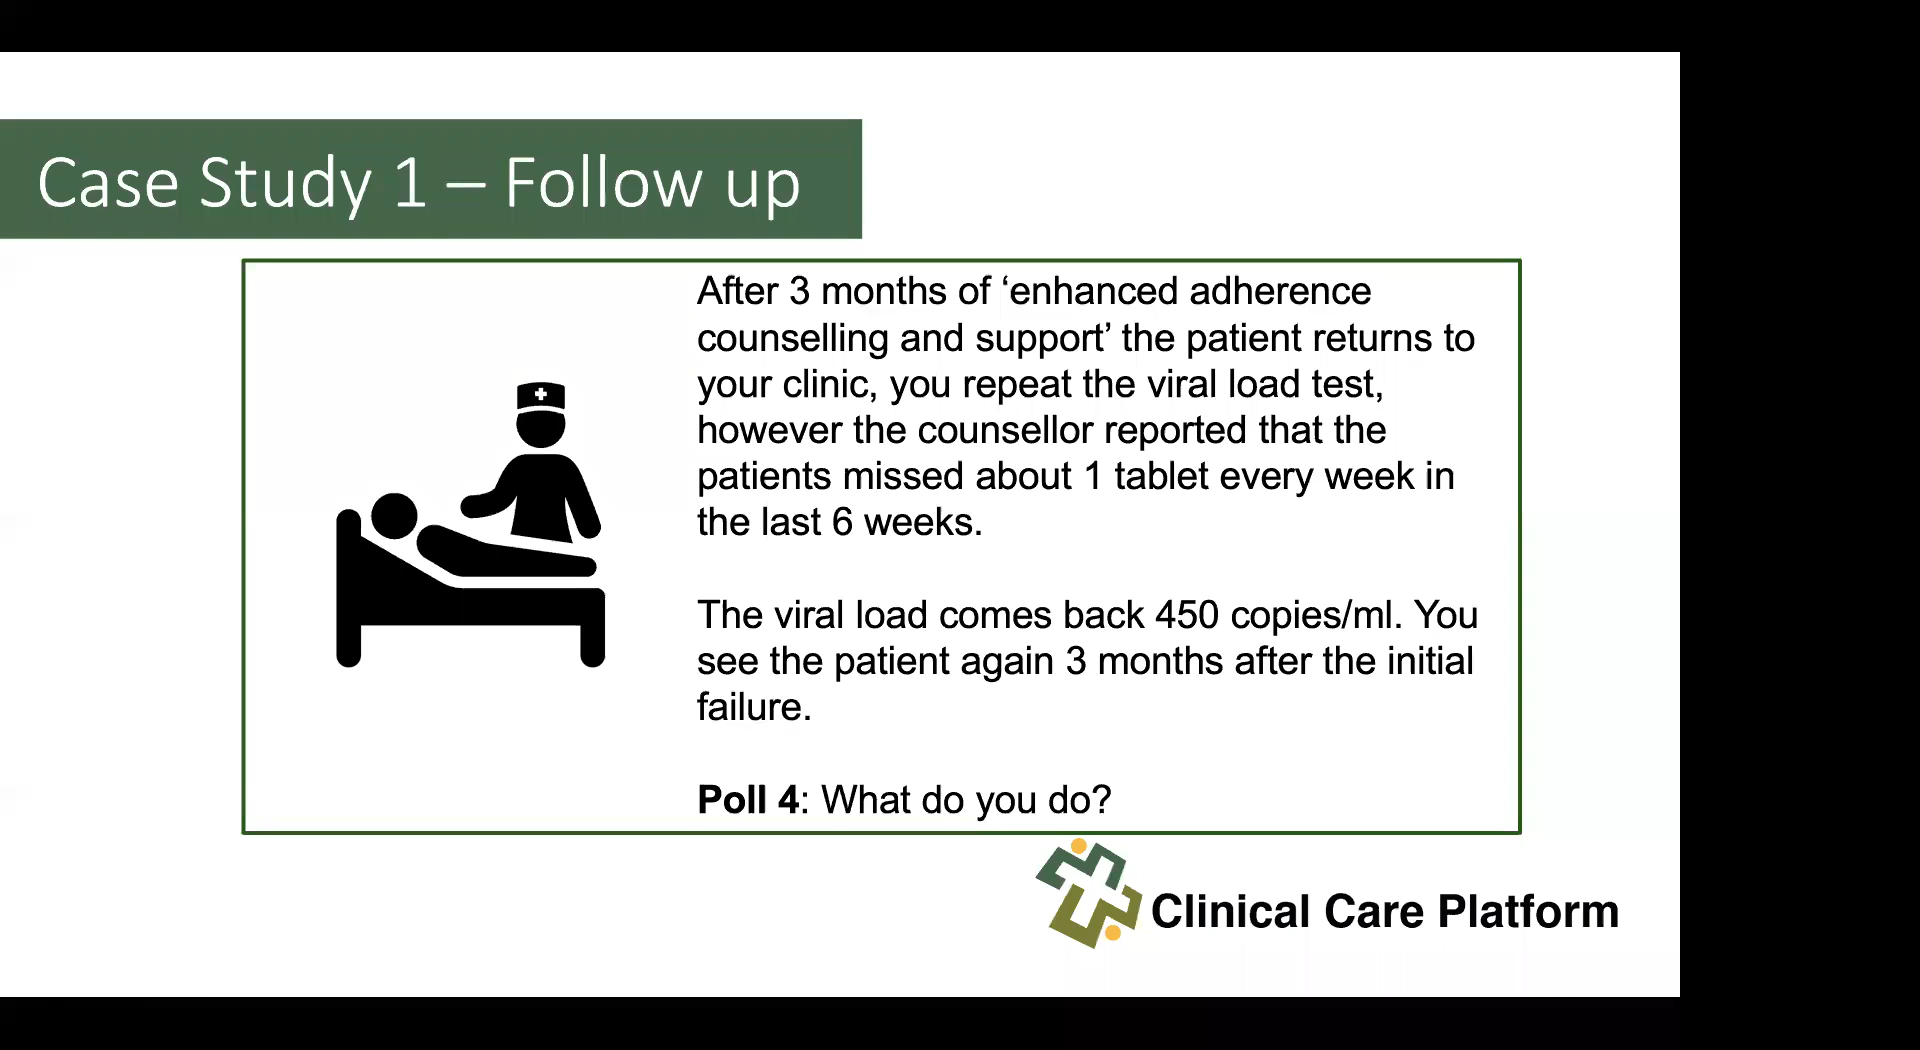 Case Study 1 – Follow up
After 3 months of ‘enhanced adherence
counselling and support’ the patient returns to
your clinic, you repeat the viral load test,
however the counsellor reported that the
patients missed about 1 tablet every week in
the last 6 weeks.
The viral load comes back 450 copies/ml. You
see the patient again 3 months after the initial
failure.
Poll 4: What do you do?
Clinical Care Platform